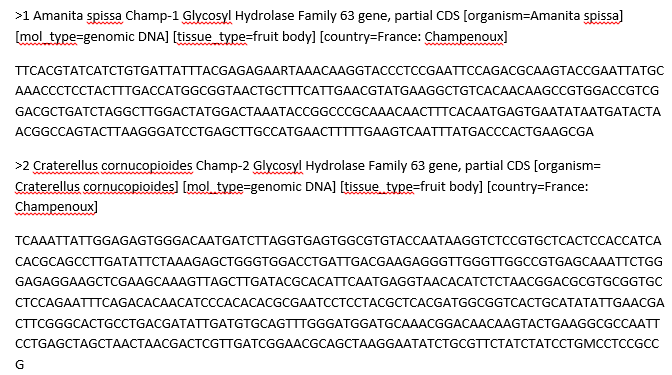 >1 Amanita spissa Champ-1 Glycosyl Hydrolase Family 63 gene, partial CDS [organism=Amanita spissa]
[mol_type=genomic DNA] [tissue_type=fruit body] [country=France: Champenoux]
TTCACGTATCATCTGTGATTATTTACGAGAGAARTAAACAAGGTACCCTCCGAATTCCAGACGCAAGTACCGAATTATGC
AAACCCTCCTACTTTGACCATGGCGGTAACTGCTTTCATTGAACGTATGAAGGCTGTCACAACAAGCCGTGGACCGTCG
GACGCTGATCTAGGCTTGGACTATGGACTAAATACCGGCCCGCAAACAACTTTCACAATGAGTGAATATAATGATACTA
ACGGCCAGTACTTAAGGGATCCTGAGCTTGCCATGAACTTTTTGAAGTCAATTTATGACCCACTGAAGCGA
>2 Craterellus cornucopioides Champ-2 Glycosyl Hydrolase Family 63 gene, partial CDS [organism=
Craterellus cornucopioides] [mol_type=genomic DNA] [tissue_type=fruit body] [country=France:
Champenoux]
TCAAATTATTGGAGAGTGGGACAATGATCTTAGGTGAGTGGCGTGTACCAATAAGGTCTCCGTGCTCACTCCACCATCA
CACGCAGCCTTGATATTCTAAAGAGCTGGGTGGACCTGATTGACGAAGAGGGTTGGGTTGGCCGTGAGCAAATTCTGG
GAGAGGAAGCTCGAAGCAAAGTTAGCTTGATACGCACATTCAATGAGGTAACACATCTCTAACGGACGCGTGCGGTGC
CTCCAGAATTTCAGACACAACATCCCACACACGCGAATCCTCCTACGCTCACGATGGCGGTCACTGCATATATTGAACGA
CTTCGGGCACTGCCTGACGATATTGATGTGCAGTTTGGGATGGATGCAAACGGACAACAAGTACTGAAGGCGCCAATT
CCTGAGCTAGCTAACTAACGACTCGTTGATCGGAACGCAGCTAAGGAATATCTGCGTTCTATCTATCCTGMCCTCCGCC
G